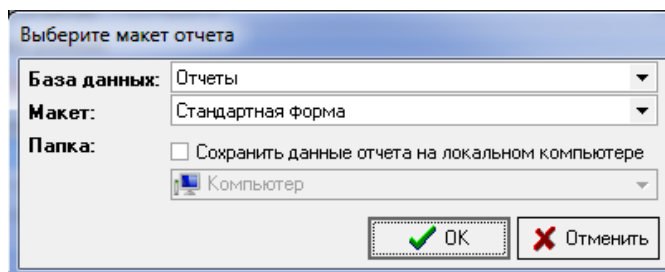 Выберите макет отчета
База данных: Отчеты
Макет: Стандартная форма
Папка: Сохранить данные отчета на локальном компьютере
Компьютер
OK Отменить